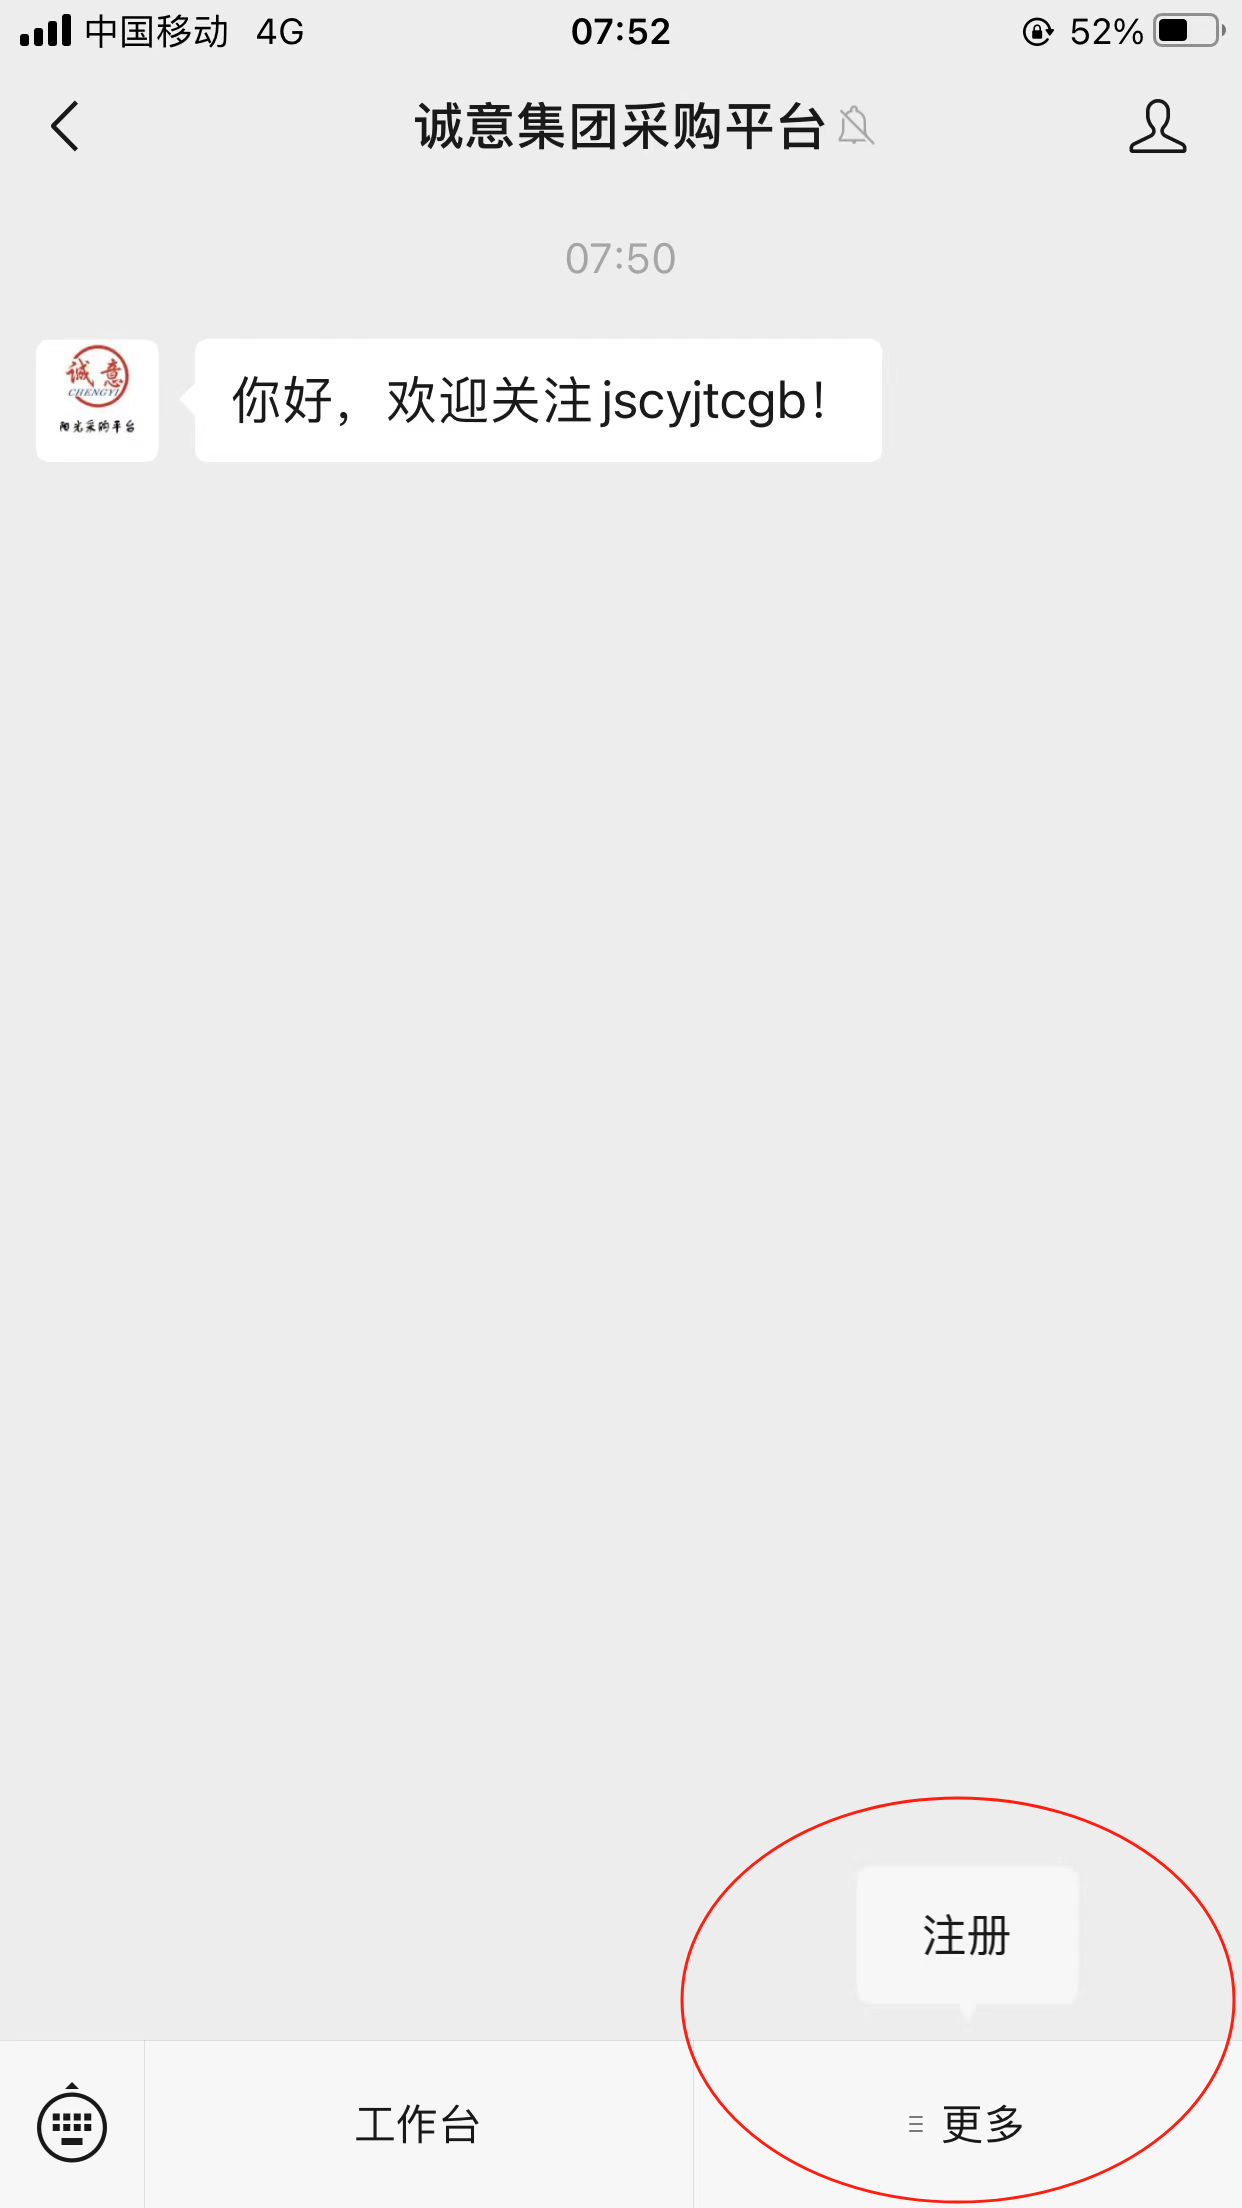 中国移动 4G 07:52 52%
诚意集团采购平台
07:50
诚意
CHENGYI
阳光采购平台
你好，欢迎关注jscyjtcgb！
注册
工作台
更多